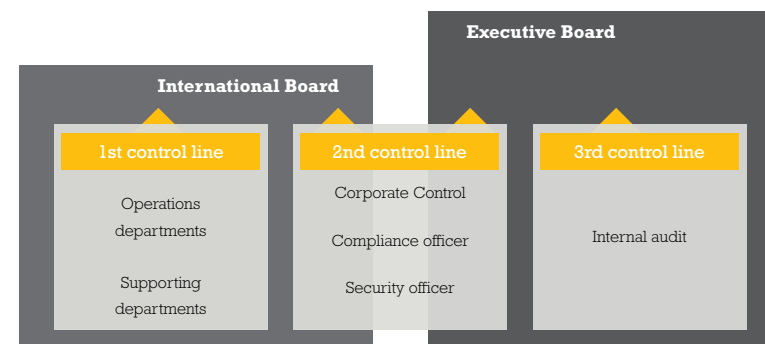 Executive Board
International Board
1st control line
2nd control line
3rd control line
Operations
departments
Supporting
departments
Corporate Control
Compliance officer
Security officer
Internal audit